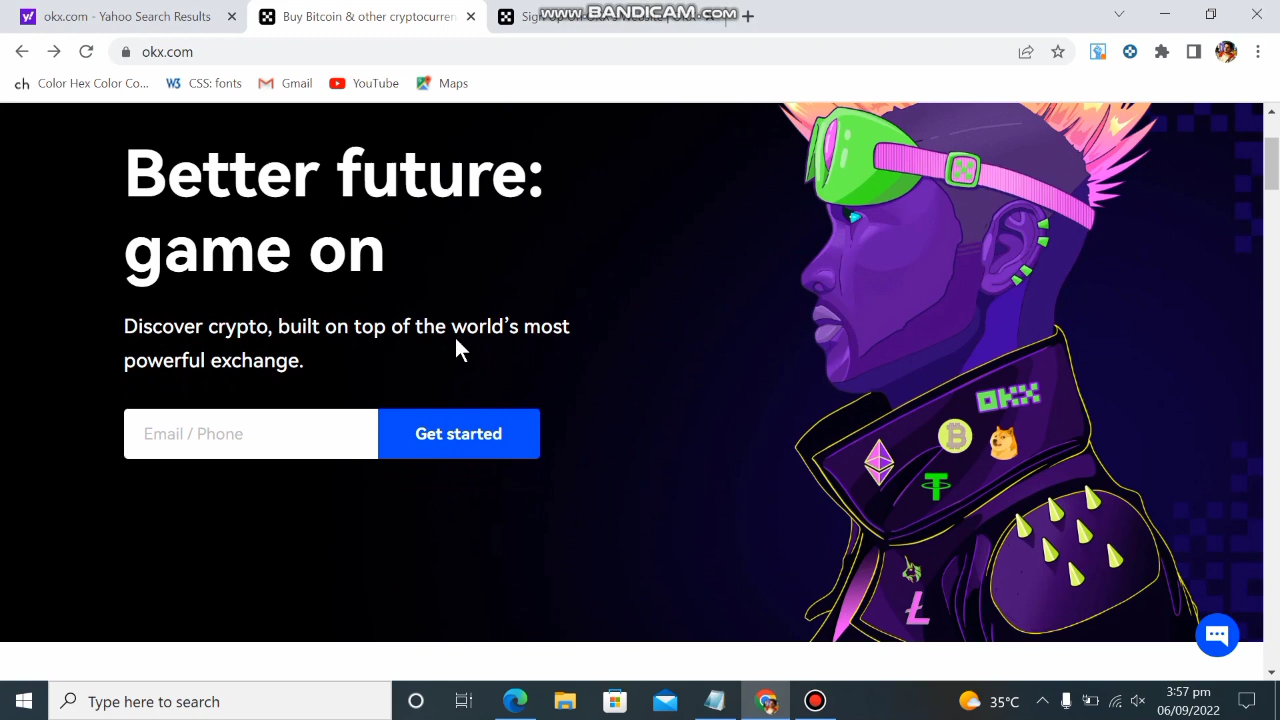 okx.com - Yahoo Search Results
Buy Bitcoin & other cryptocurren
www.BANDICAM.com
okx.com
ch Color Hex Color Co...
W3 CSS: fonts
Gmail
YouTube
Maps
Better future:
game on
Discover crypto, built on top of the world's most
powerful exchange.
Email / Phone
Get started
OKX
Type here to search
35°C
3:57 pm
06/09/2022